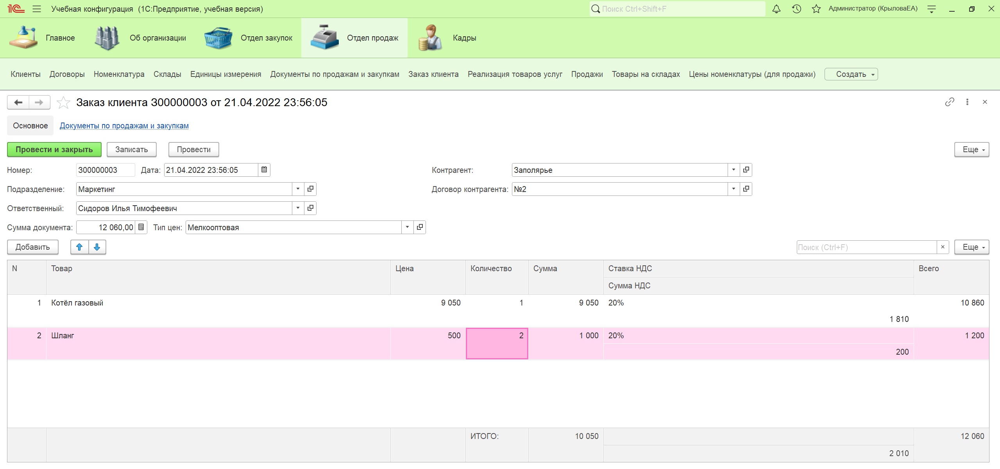 1С Учебная конфигурация (1С:Предприятие, учебная версия) Поиск Ctrl+Shift+F Администратор (КрыловаЕА)
Главное Об организации Отдел закупок Отдел продаж Кадры
Клиенты Договоры Номенклатура Склады Единицы измерения Документы по продажам и закупкам Заказ клиента Реализация товаров услуг Продажи Товары на складах Цены номенклатуры (для продажи) Создать
Заказ клиента 300000003 от 21.04.2022 23:56:05
Основное Документы по продажам и закупкам
Провести и закрыть Записать Провести Еще
Номер: 300000003 Дата: 21.04.2022 23:56:05 Контрагент: Заполярье
Подразделение: Маркетинг Договор контрагента: №2
Ответственный: Сидоров Илья Тимофеевич
Сумма документа: 12 060,00 Тип цен: Мелкооптовая
Добавить Поиск (Ctrl+F) × Еще
N Товар Цена Количество Сумма Ставка НДС Всего
Сумма НДС
1 Котёл газовый 9 050 1 9 050 20% 10 860
1 810
2 Шланг 500 2 1 000 20% 1 200
200
ИТОГО: 10 050 12 060
2 010